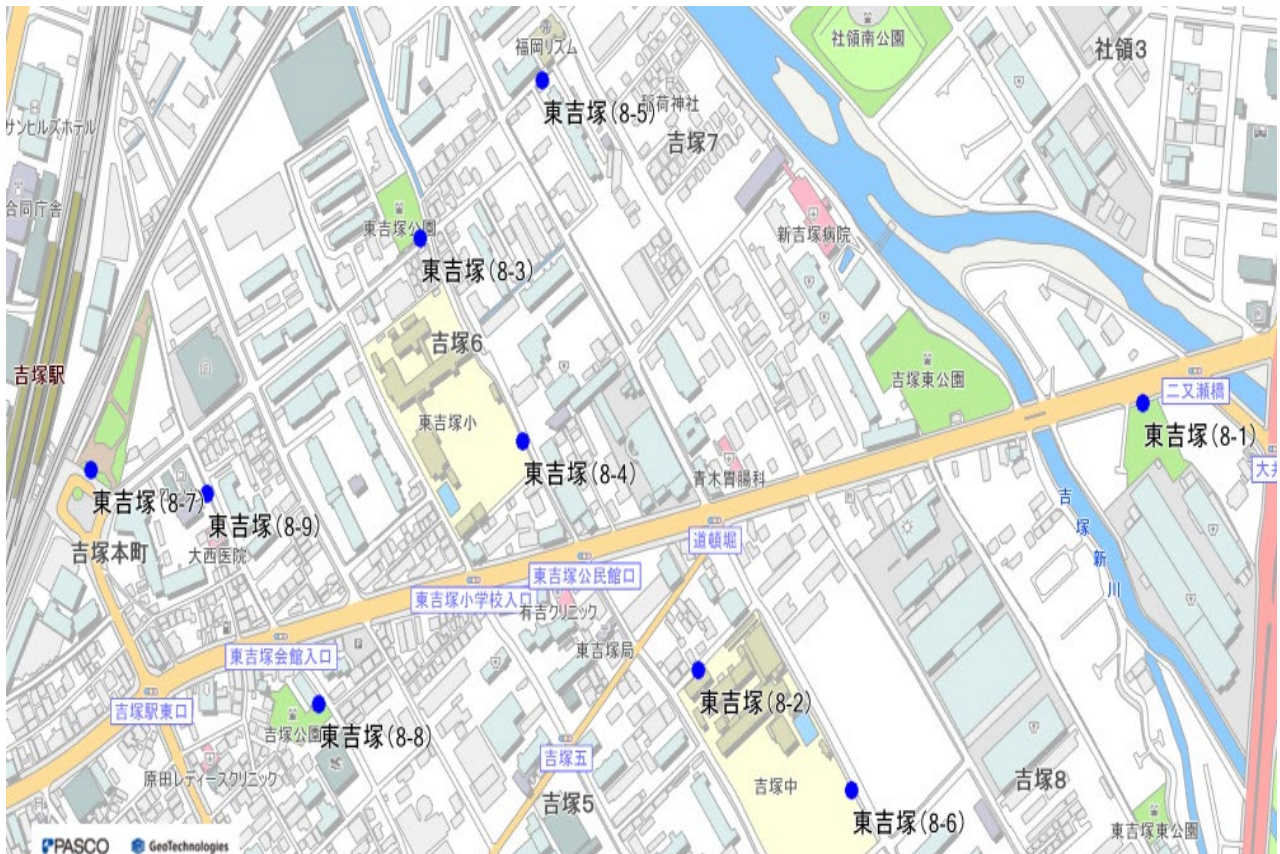 社領南公園
社領3
福岡リズム
東吉塚(8-5)
稲荷神社
吉塚7
サンヒルズホテル
合同庁舎
東吉塚公園
東吉塚(8-3)
新吉塚病院
吉塚6
吉塚駅
吉塚東公園
二又瀬橋
東吉塚小
東吉塚(8-1)
東吉塚(8-4)
青木胃腸科
大井
東吉塚(8-7)
東吉塚(8-9)
吉塚本町
大西医院
吉塚新川
道頓堀
東吉塚公民館口
東吉塚小学校入口
有吉クリニック
東吉塚局
東吉塚会館入口
東吉塚(8-2)
吉塚駅東口
吉塚公園
東吉塚(8-8)
吉塚五
原田レディースクリニック
吉塚中
吉塚8
吉塚5
東吉塚(8-6)
東吉塚東公園
PASCO
GeoTechnologies